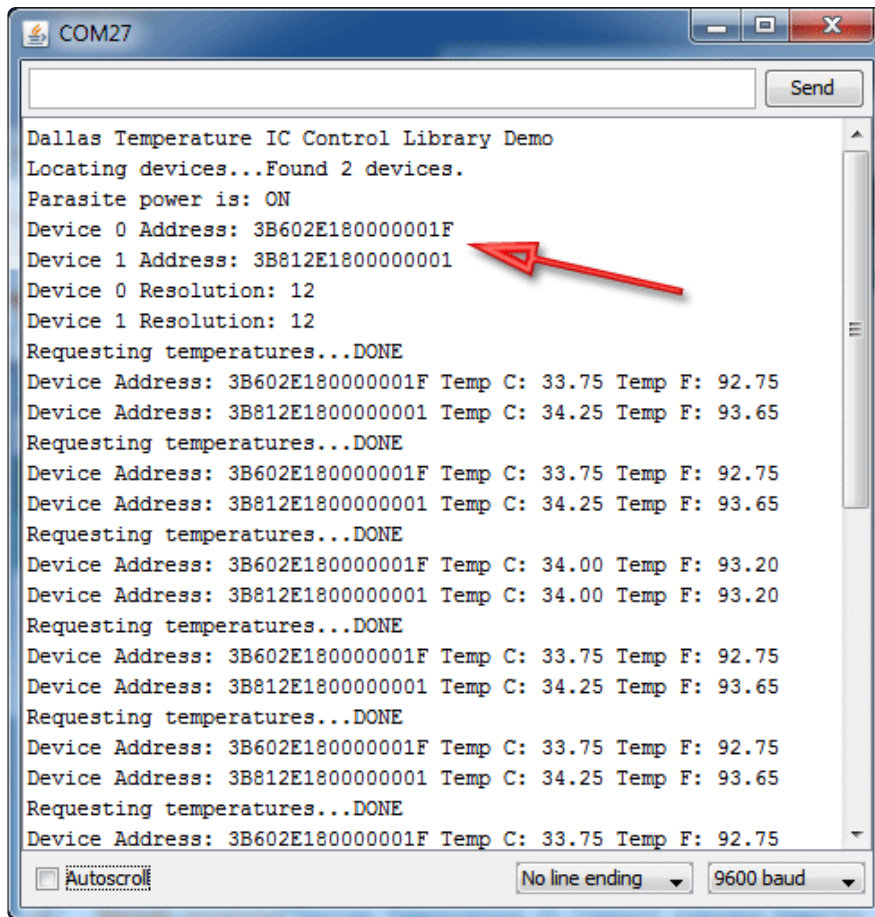 COM27
Send
Dallas Temperature IC Control Library Demo
Locating devices...Found 2 devices.
Parasite power is: ON
Device 0 Address: 3B602E180000001F
Device 1 Address: 3B812E1800000001
Device 0 Resolution: 12
Device 1 Resolution: 12
Requesting temperatures...DONE
Device Address: 3B602E180000001F Temp C: 33.75 Temp F: 92.75
Device Address: 3B812E1800000001 Temp C: 34.25 Temp F: 93.65
Requesting temperatures...DONE
Device Address: 3B602E180000001F Temp C: 33.75 Temp F: 92.75
Device Address: 3B812E1800000001 Temp C: 34.25 Temp F: 93.65
Requesting temperatures...DONE
Device Address: 3B602E180000001F Temp C: 34.00 Temp F: 93.20
Device Address: 3B812E1800000001 Temp C: 34.00 Temp F: 93.20
Requesting temperatures...DONE
Device Address: 3B602E180000001F Temp C: 33.75 Temp F: 92.75
Device Address: 3B812E1800000001 Temp C: 34.25 Temp F: 93.65
Requesting temperatures...DONE
Device Address: 3B602E180000001F Temp C: 33.75 Temp F: 92.75
Device Address: 3B812E1800000001 Temp C: 34.25 Temp F: 93.65
Requesting temperatures...DONE
Device Address: 3B602E180000001F Temp C: 33.75 Temp F: 92.75
Autoscroll No line ending 9600 baud